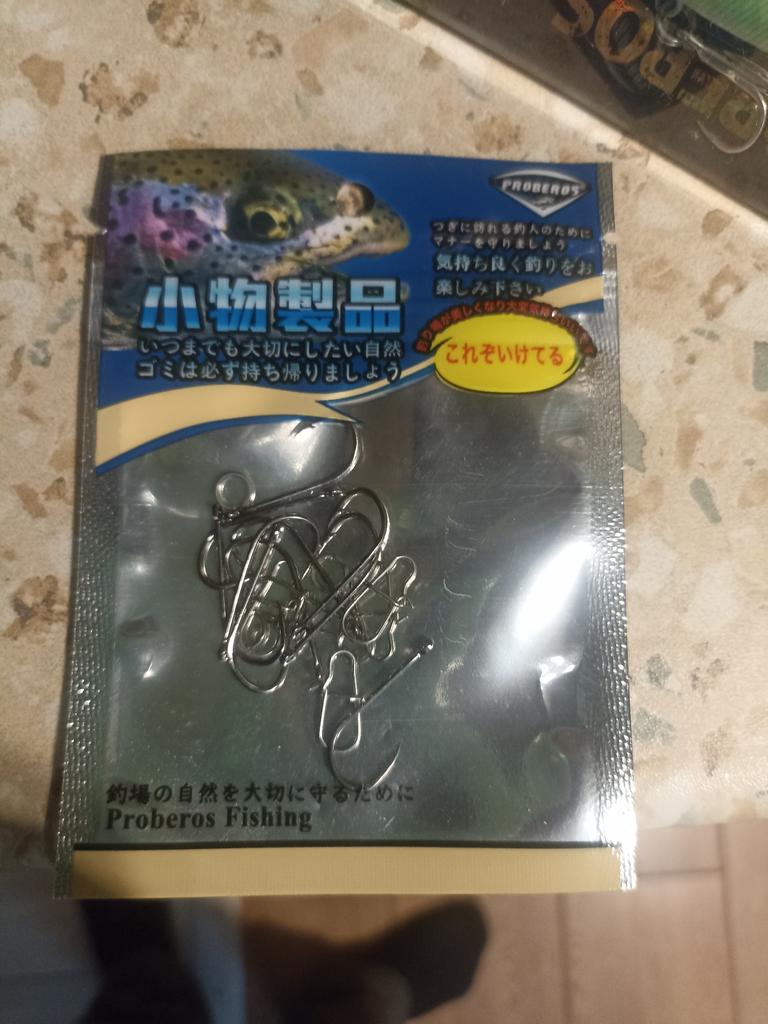 PROBEROS
つぎに訪れる釣人のために
マナーを守りましょう
気持ち良く釣りをお
楽しみ下さい
小物製品
いつまでも大切にしたい自然
ゴミは必ず持ち帰りましょう
これぞいけてる
釣場の自然を大切に守るために
Proberos Fishing